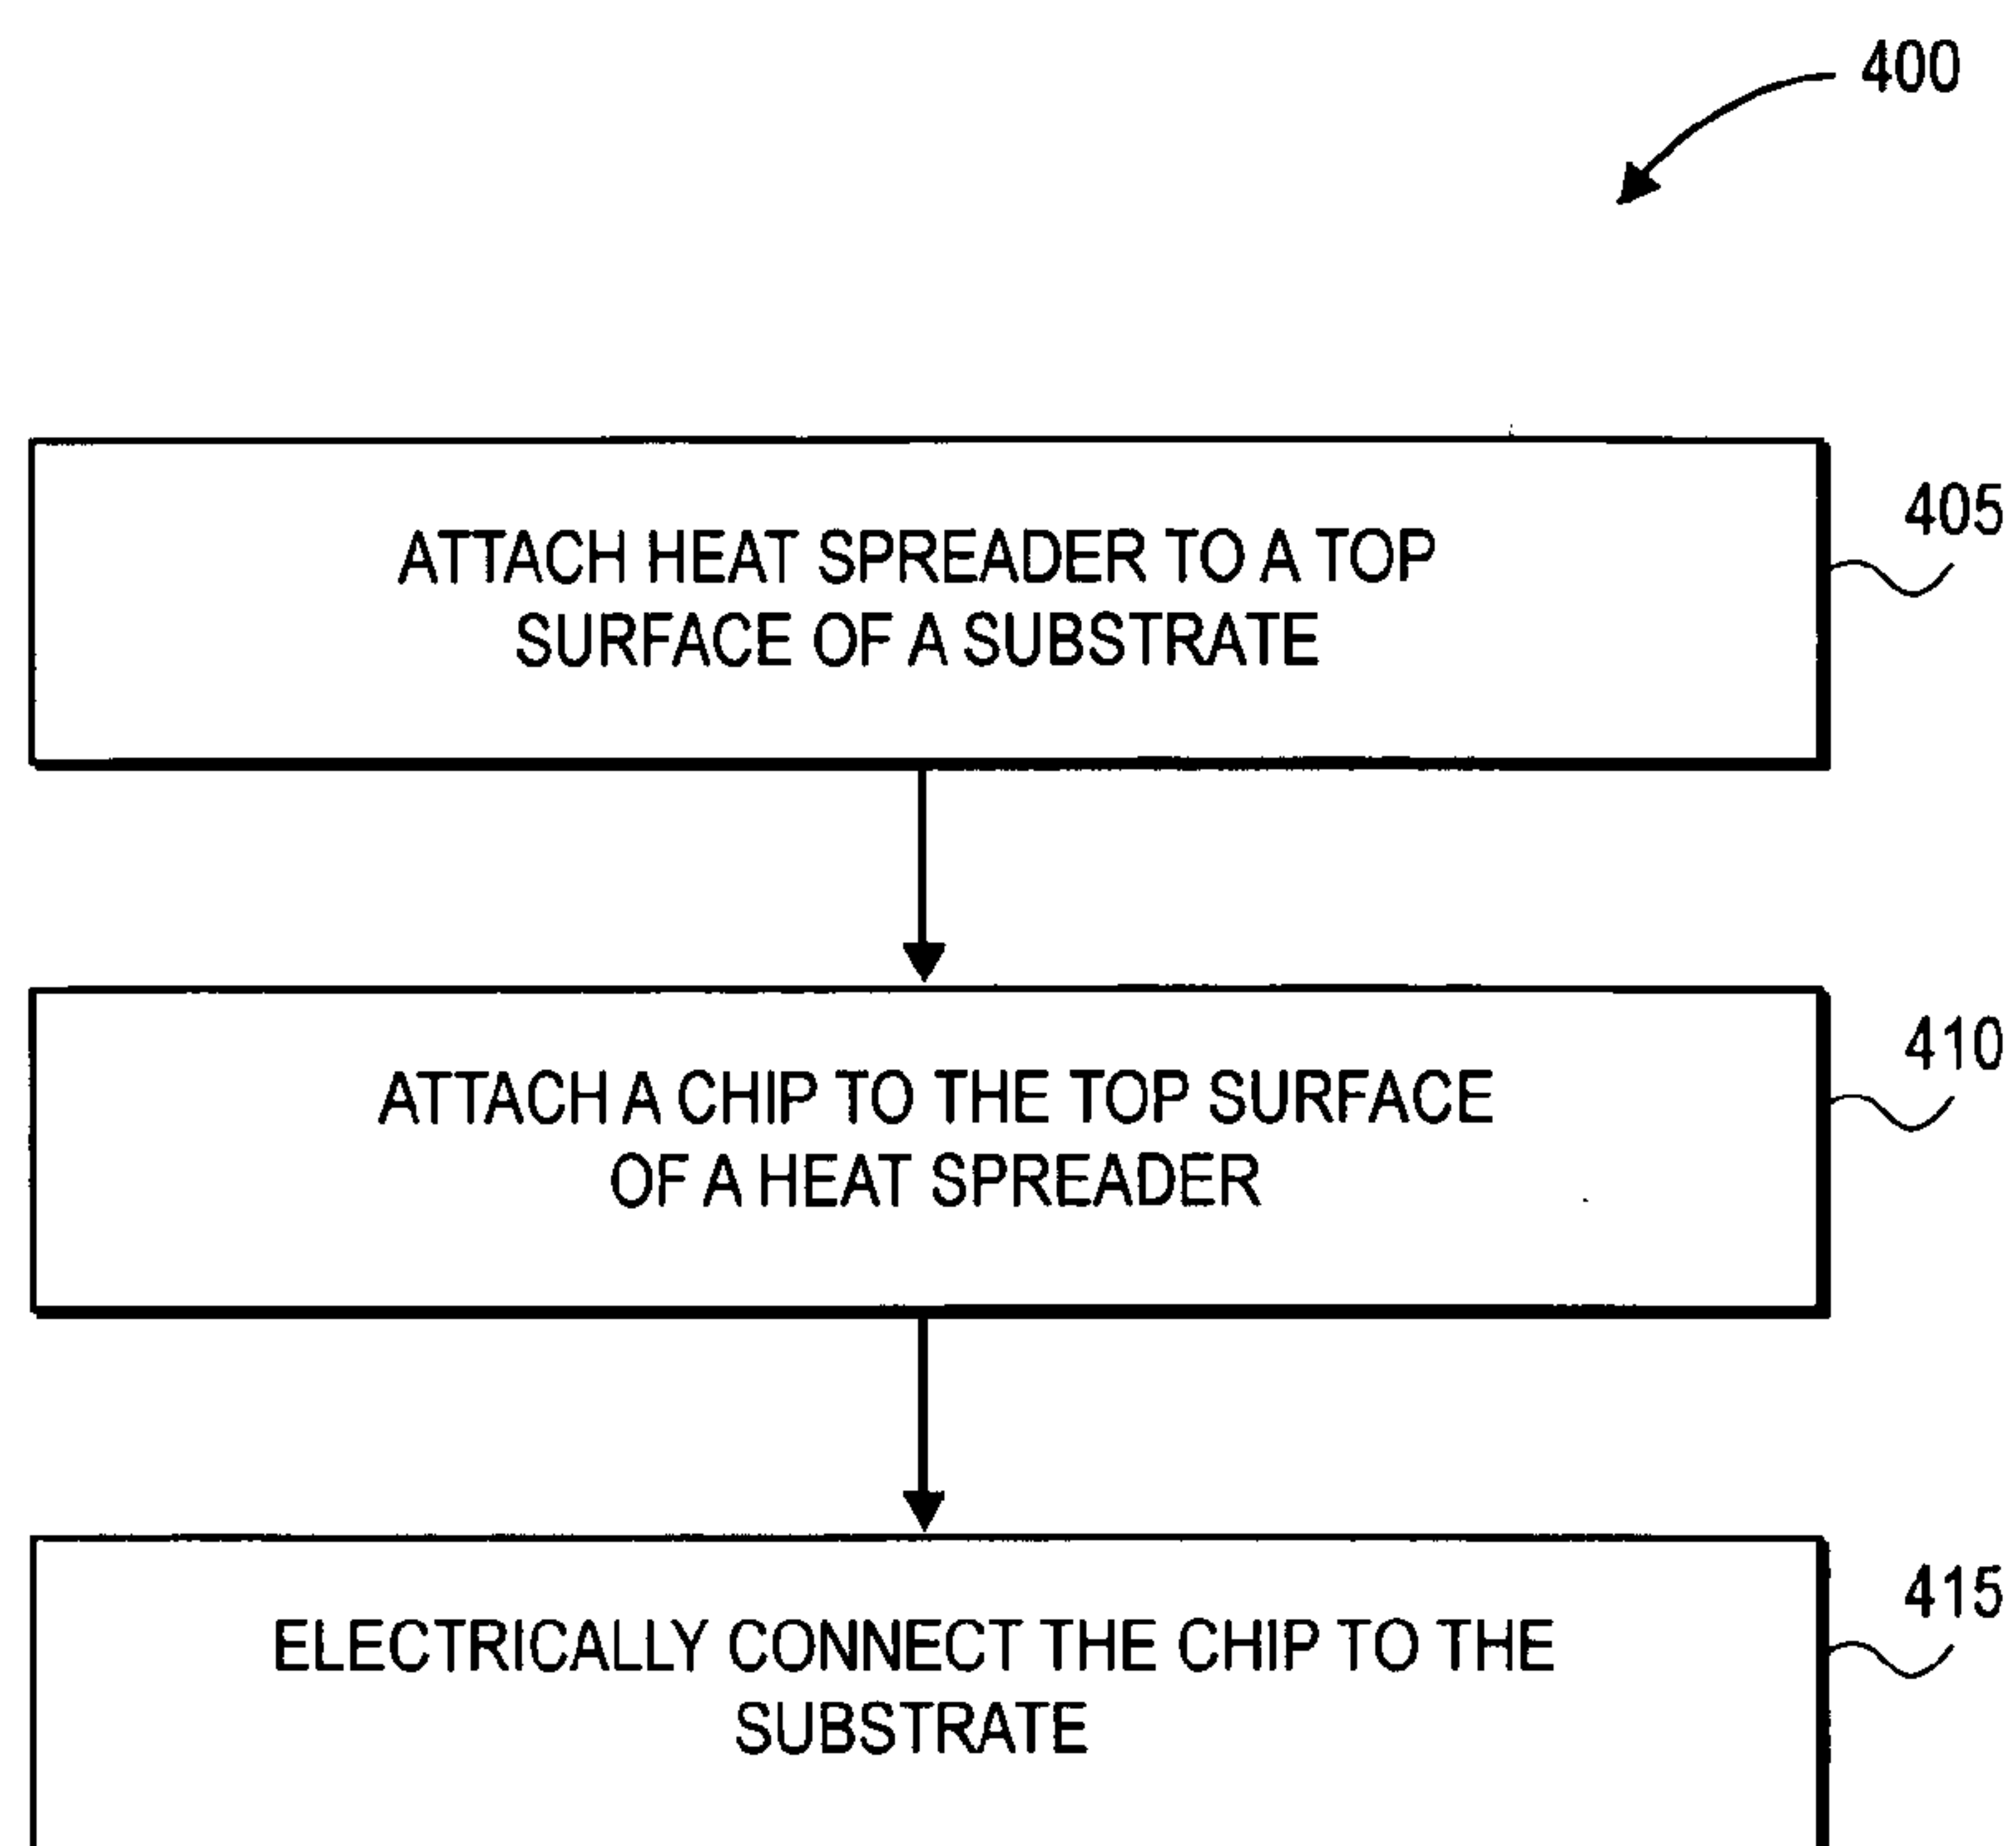 400
405
ATTACH HEAT SPREADER TO A TOP
SURFACE OF A SUBSTRATE
410
ATTACH A CHIP TO THE TOP SURFACE
OF A HEAT SPREADER
415
ELECTRICALLY CONNECT THE CHIP TO THE
SUBSTRATE